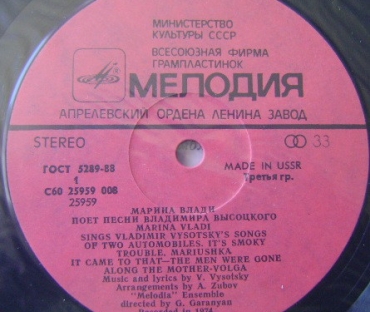 МИНИСТЕРСТВО
КУЛЬТУРЫ СССР
ВСЕСОЮЗНАЯ ФИРМА
ГРАМПЛАСТИНОК
МЕЛОДИЯ
АПРЕЛЕВСКИЙ ОРДЕНА ЛЕНИНА ЗАВОД
STEREO
33
ГОСТ 5289-88
MADE IN USSR
1
Третья гр.
С60 25959 008
25959
МАРИНА ВЛАДИ
ПОЕТ ПЕСНИ ВЛАДИМИРА ВЫСОЦКОГО
MARINA VLADI
SINGS VLADIMIR VYSOTSKY'S SONGS
OF TWO AUTOMOBILES. IT'S SMOKY
TROUBLE. MARIUSHKA
IT CAME TO THAT—THE MEN WERE GONE
ALONG THE MOTHER-VOLGA
Music and lyrics by V. Vysotsky
Arrangements by A. Zubov
"Melodia" Ensemble
directed by G. Garanyan
Recorded in 1974